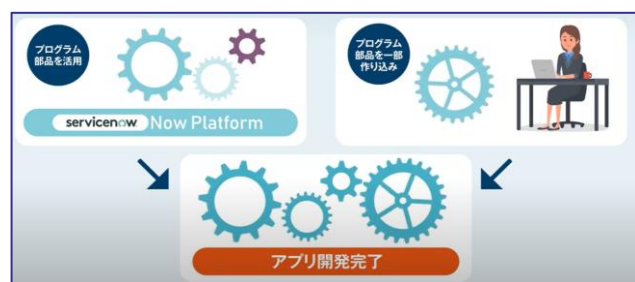 プログラム
部品を活用
servicenow Now Platform
プログラム
部品を一部
作り込み
アプリ開発完了